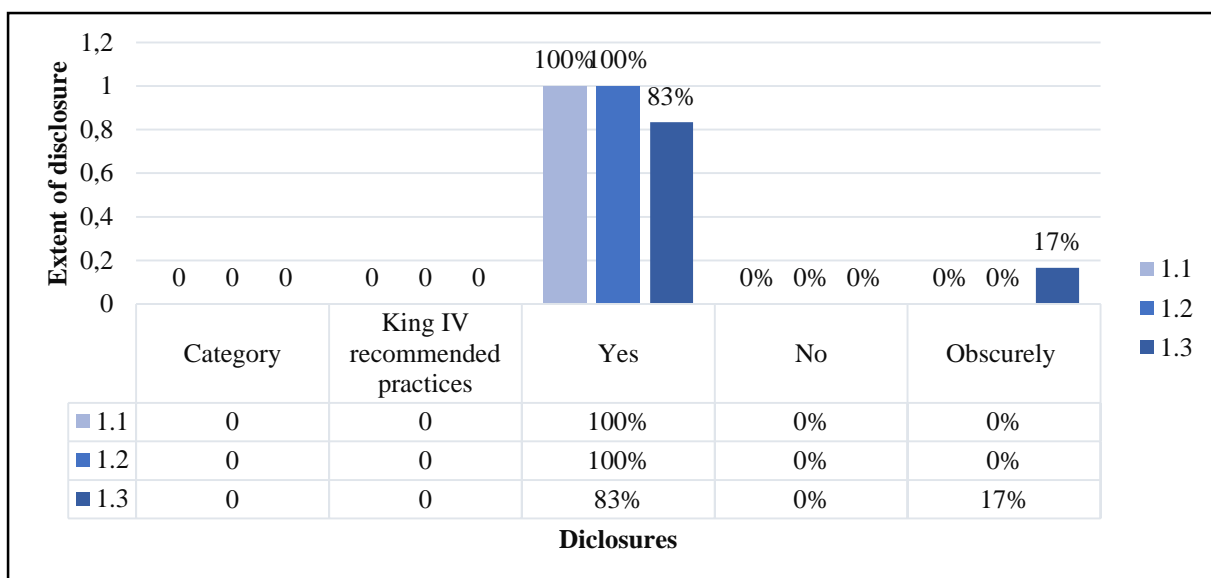 Extent of disclosure
1,2
1
0,8
0,6
0,4
0,2
0
0 0 0 0 0 0 100% 100% 83% 0% 0% 0% 0% 0% 17%
Category
King IV
recommended
practices
Yes
No
Obscurely
1.1 0 0 100% 0% 0%
1.2 0 0 100% 0% 0%
1.3 0 0 83% 0% 17%
Diclosures
1.1
1.2
1.3